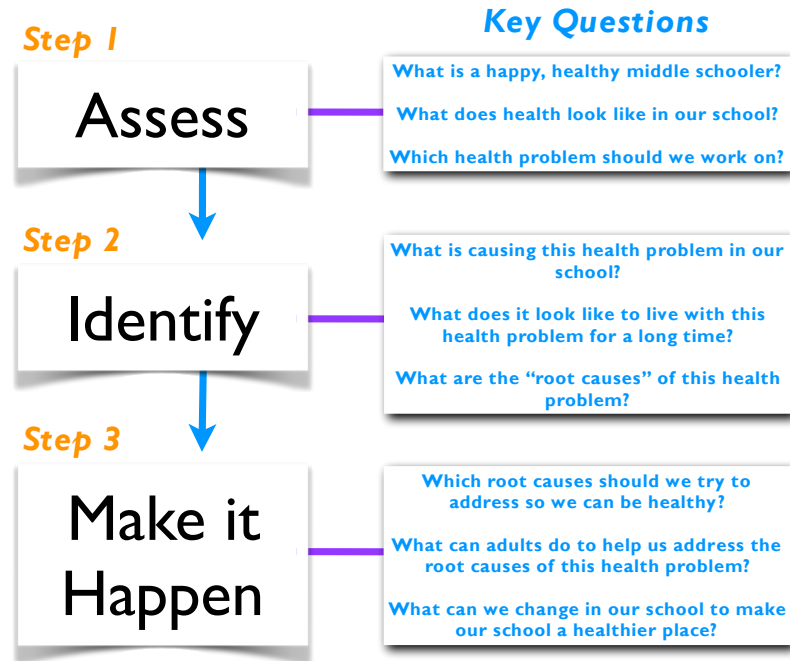 Key Questions
Step 1
Assess
What is a happy, healthy middle schooler?
What does health look like in our school?
Which health problem should we work on?
Step 2
Identify
What is causing this health problem in our
school?
What does it look like to live with this
health problem for a long time?
What are the “root causes” of this health
problem?
Step 3
Make it
Happen
Which root causes should we try to
address so we can be healthy?
What can adults do to help us address the
root causes of this health problem?
What can we change in our school to make
our school a healthier place?